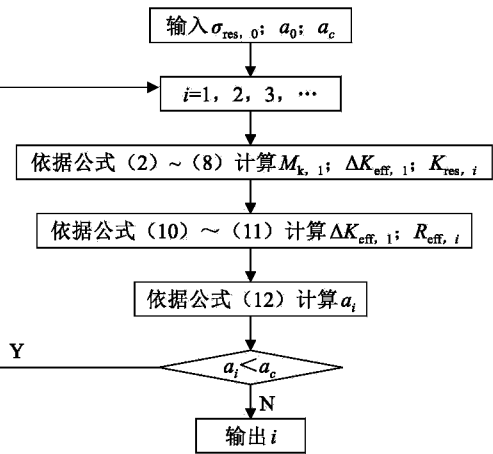 输入σres, 0；a0；ac
i=1，2，3，…
依据公式（2）~（8）计算Mk, 1；ΔKeff, 1；Kres, i
依据公式（10）～（11）计算ΔKeff, 1；Reff, i
依据公式（12）计算ai
Y
ai＜ac
N
输出i